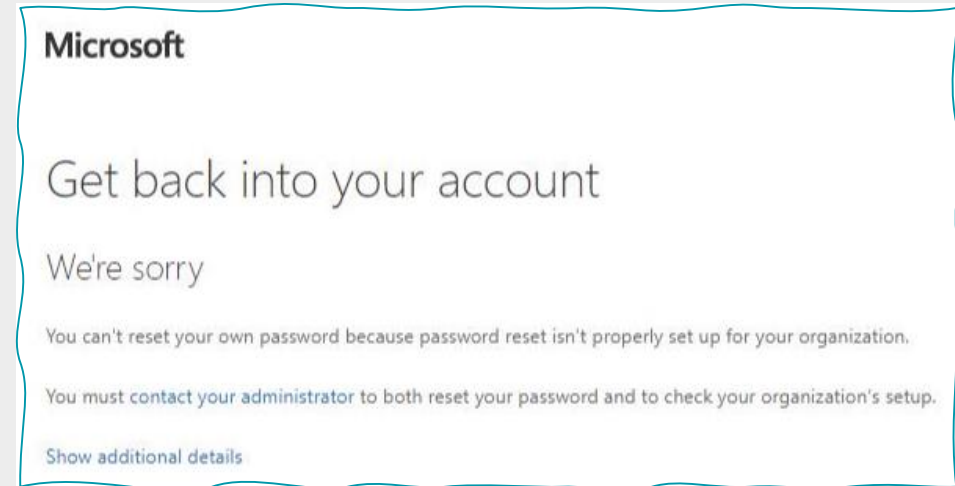 Microsoft
Get back into your account
We're sorry
You can't reset your own password because password reset isn't properly set up for your organization.
You must contact your administrator to both reset your password and to check your organization's setup.
Show additional details